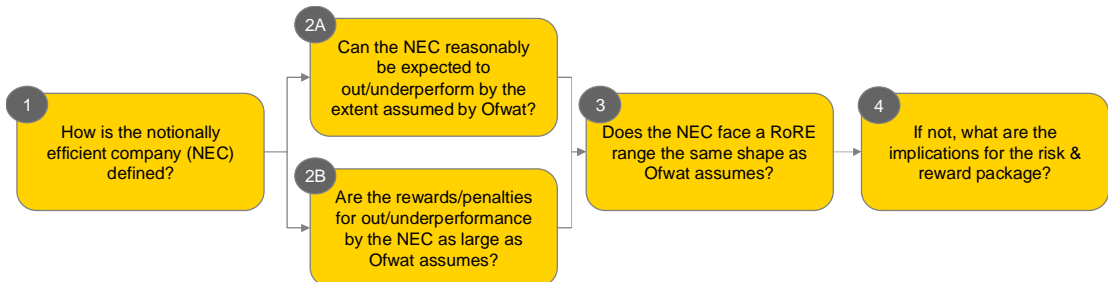 1
How is the notionally
efficient company (NEC)
defined?
2A
Can the NEC reasonably
be expected to
out/underperform by the
extent assumed by Ofwat?
2B
Are the rewards/penalties
for out/underperformance
by the NEC as large as
Ofwat assumes?
3
Does the NEC face a RoRE
range the same shape as
Ofwat assumes?
4
If not, what are the
implications for the risk &
reward package?